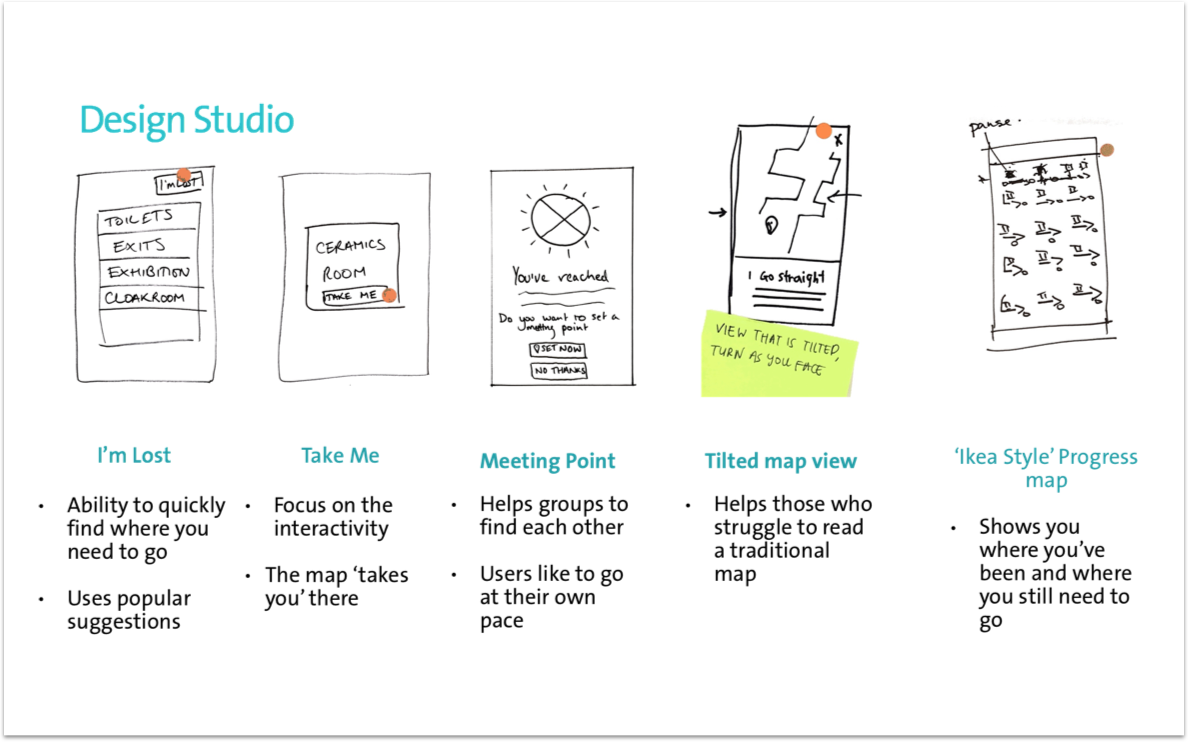 Design Studio
I'm LOST
TOILETS
EXITS
EXHIBITION
CLOAKROOM
CERAMICS
ROOM
TAKE ME
You've reached
Do you want to set a
meeting point
SET NOW
NO THANKS
1 Go straight
VIEW THAT IS TILTED,
TURN AS YOU FACE
pause.
I'm Lost
• Ability to quickly
find where you
need to go
• Uses popular
suggestions
Take Me
• Focus on the
interactivity
• The map ‘takes
you’ there
Meeting Point
• Helps groups to
find each other
• Users like to go
at their own
pace
Tilted map view
• Helps those who
struggle to read
a traditional
map
‘Ikea Style’ Progress
map
• Shows you
where you’ve
been and where
you still need to
go